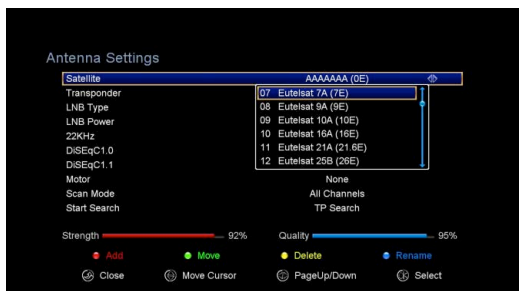 Antenna Settings
Satellite AAAAAAA (0E)
Transponder 07 Eutelsat 7A (7E)
LNB Type 08 Eutelsat 9A (9E)
LNB Power 09 Eutelsat 10A (10E)
22KHz 10 Eutelsat 16A (16E)
DiSEqC1.0 11 Eutelsat 21A (21.6E)
DiSEqC1.1 12 Eutelsat 25B (26E)
Motor None
Scan Mode All Channels
Start Search TP Search
Strength 92% Quality 95%
Add Move Delete Rename
Close Move Cursor PageUp/Down Select